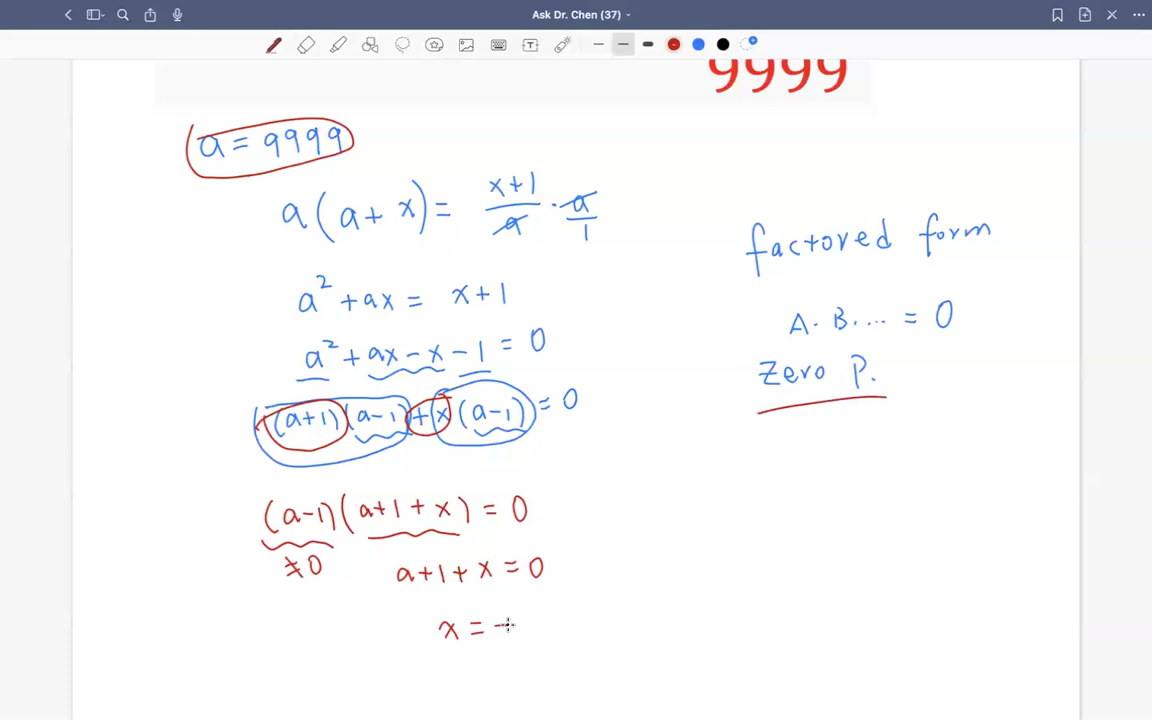 Ask Dr. Chen (37)
9999
a = 9999
a(a + x) = x+1/a · a/1
a² + ax = x+1
a² + ax − x − 1 = 0
(a+1)(a−1) + x(a−1) = 0
(a−1)(a+1+x) = 0
≠0
a+1+x = 0
x = −
factored form
A. B. ... = 0
Zero P.